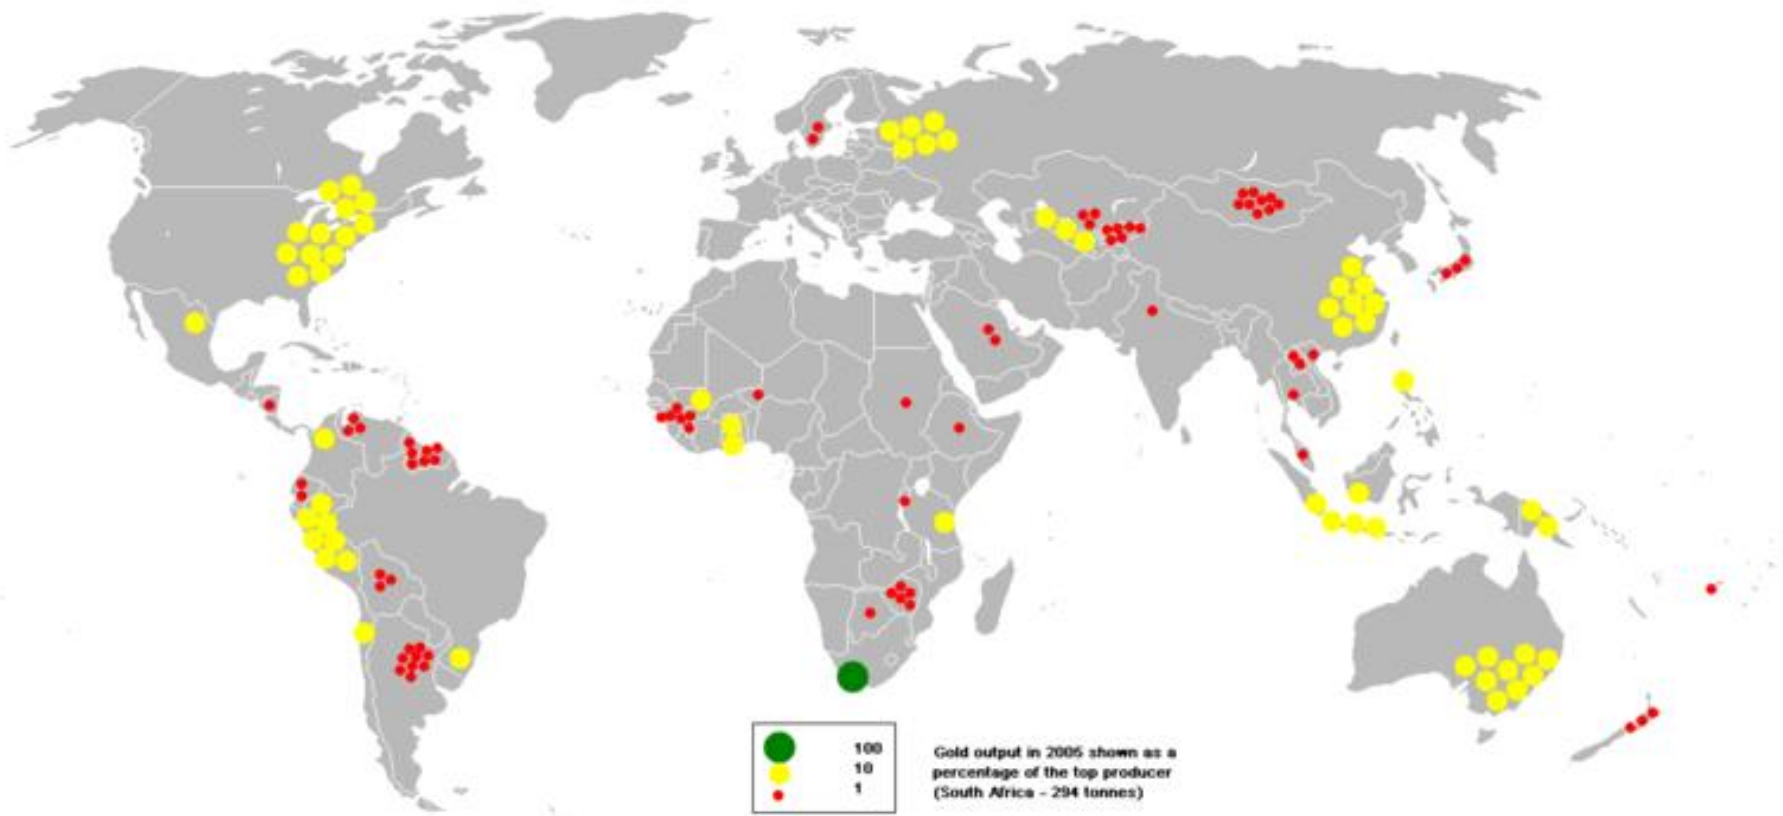 100
10
1
Gold output in 2005 shown as a
percentage of the top producer
(South Africa - 294 tonnes)